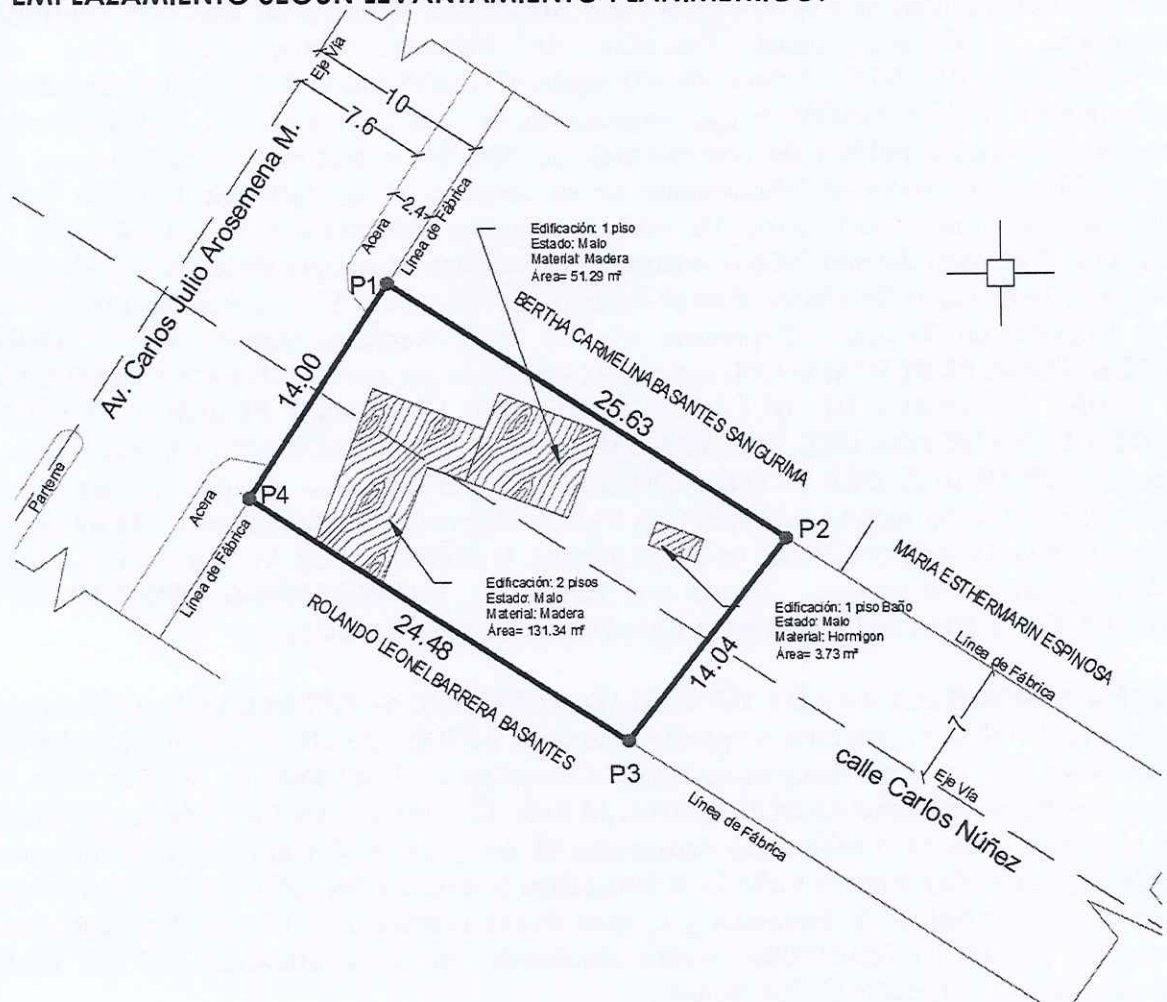 EMPLAZAMIENTO SEGÚN LEVANTAMIENTO PLANIMÉTRICO.
Eje Vía
10
7.6
2.4
Acera
Línea de Fábrica
Av. Carlos Julio Arosemena M.
P1
Edificación: 1 piso
Estado: Malo
Material: Madera
Área= 51.29 m²
BERTHA CARMELINA BASANTES SANGURIMA
14.00
25.63
Parterre
Acera
P4
Línea de Fábrica
P2
MARIA ESTHERMARIN ESPINOSA
Edificación: 2 pisos
Estado: Malo
Material: Madera
Área= 131.34 m²
Edificación: 1 piso Baño
Estado: Malo
Material: Hormigon
Área= 3.73 m²
Línea de Fábrica
ROLANDO LEONELBARRERA BASANTES
24.48
14.04
7
P3
Eje Vía
calle Carlos Núñez
Línea de Fábrica